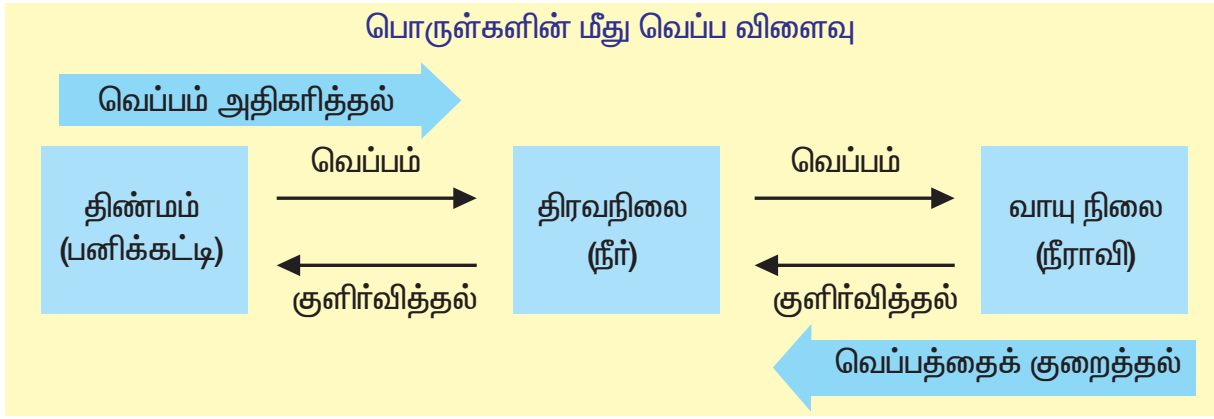 பொருள்களின் மீது வெப்ப விளைவு
வெப்பம் அதிகரித்தல்
திண்மம்
(பனிக்கட்டி)
வெப்பம்
குளிர்வித்தல்
திரவநிலை
(நீர்)
வெப்பம்
குளிர்வித்தல்
வாயு நிலை
(நீராவி)
வெப்பத்தைக் குறைத்தல்